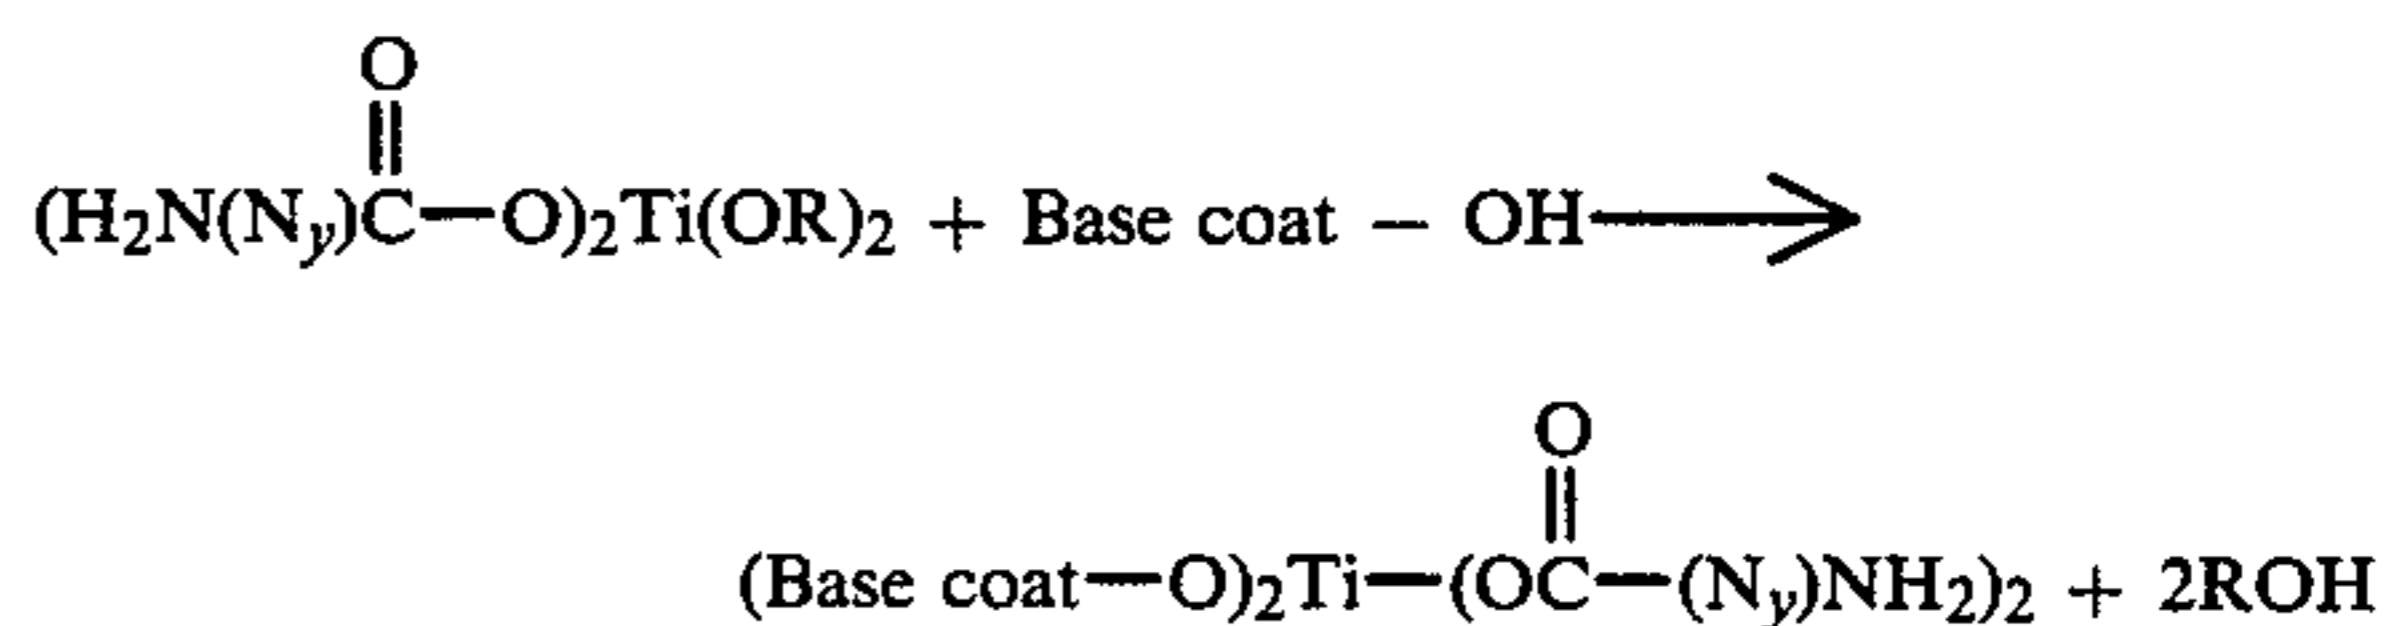 O
(H2N(Ny)C—O)2Ti(OR)2 + Base coat – OH⟶
O
(Base coat—O)2Ti—(OC—(Ny)NH2)2 + 2ROH